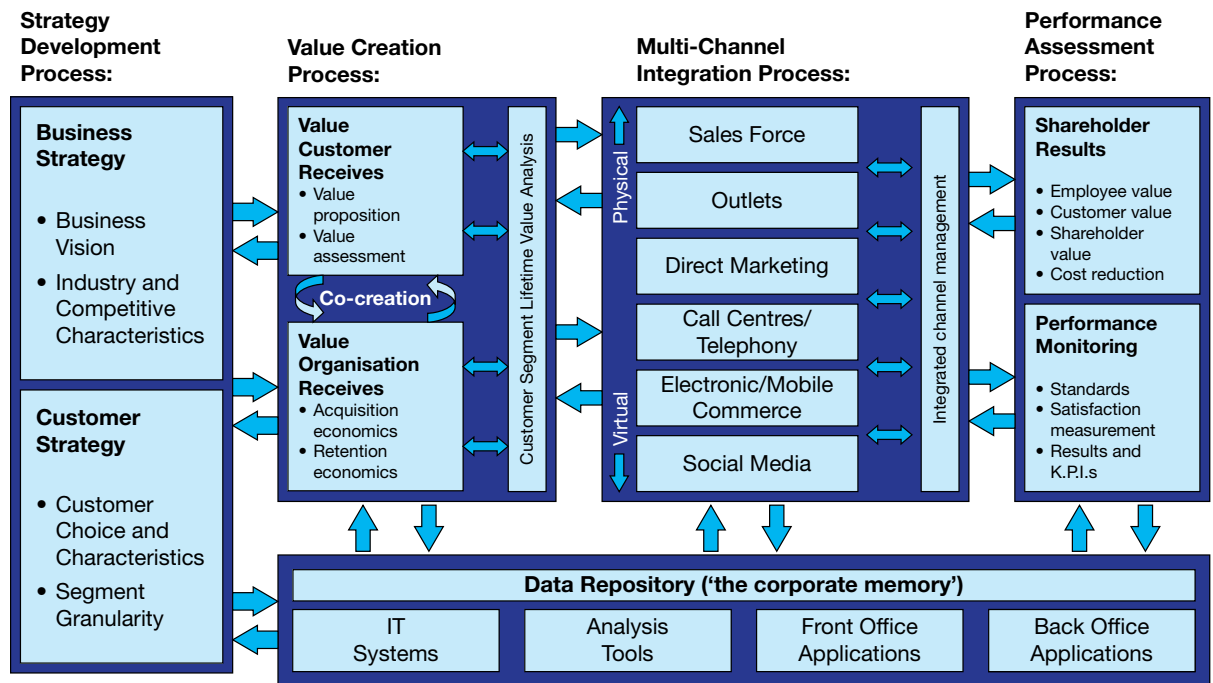 Strategy
Development
Process:
Business
Strategy
• Business
Vision
• Industry and
Competitive
Characteristics
Customer
Strategy
• Customer
Choice and
Characteristics
• Segment
Granularity
Value Creation
Process:
Value
Customer
Receives
• Value
proposition
• Value
assessment
Co-creation
Value
Organisation
Receives
• Acquisition
economics
• Retention
economics
Customer Segment Lifetime Value Analysis
Multi-Channel
Integration Process:
Physical
Virtual
Sales Force
Outlets
Direct Marketing
Call Centres/
Telephony
Electronic/Mobile
Commerce
Social Media
Integrated channel management
Performance
Assessment
Process:
Shareholder
Results
• Employee value
• Customer value
• Shareholder
value
• Cost reduction
Performance
Monitoring
• Standards
• Satisfaction
measurement
• Results and
K.P.I.s
Data Repository (‘the corporate memory’)
IT
Systems
Analysis
Tools
Front Office
Applications
Back Office
Applications